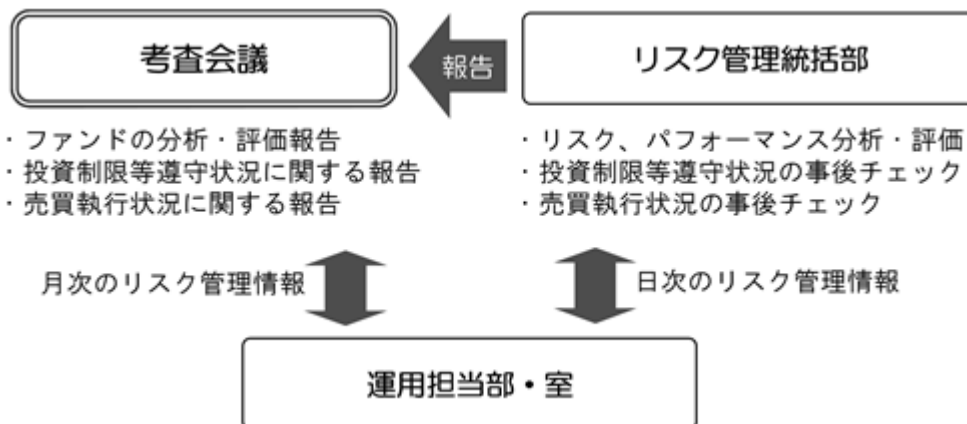 考査会議
報告
リスク管理統括部
・ファンドの分析・評価報告
・投資制限等遵守状況に関する報告
・売買執行状況に関する報告
・リスク、パフォーマンス分析・評価
・投資制限等遵守状況の事後チェック
・売買執行状況の事後チェック
月次のリスク管理情報
日次のリスク管理情報
運用担当部・室